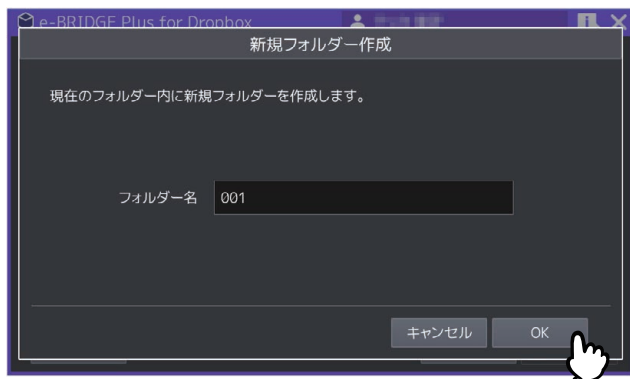 e-BRIDGE Plus for Dropbox
新規フォルダー作成
現在のフォルダー内に新規フォルダーを作成します。
フォルダー名 001
キャンセル OK